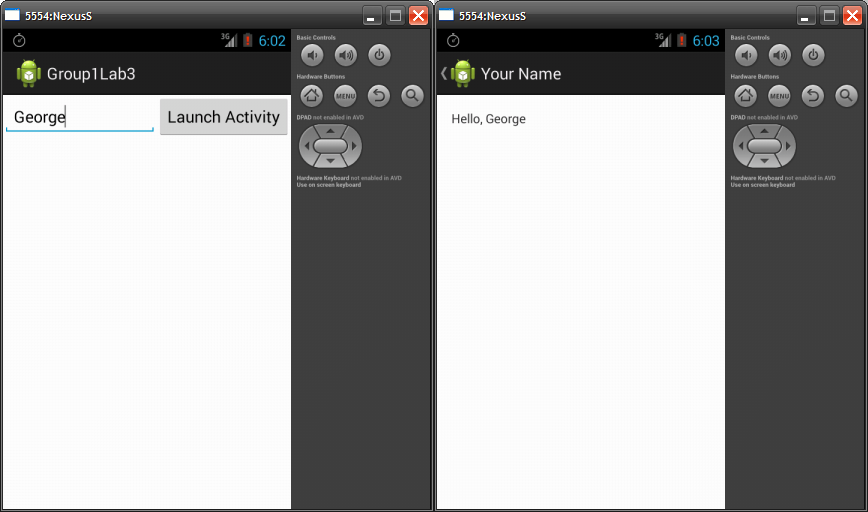 5554:NexusS
3G 6:02
Group1Lab3
George
Launch Activity
Basic Controls
Hardware Buttons
MENU
DPAD not enabled in AVD
Hardware Keyboard not enabled in AVD
Use on screen keyboard
5554:NexusS
3G 6:03
Your Name
Hello, George
Basic Controls
Hardware Buttons
MENU
DPAD not enabled in AVD
Hardware Keyboard not enabled in AVD
Use on screen keyboard